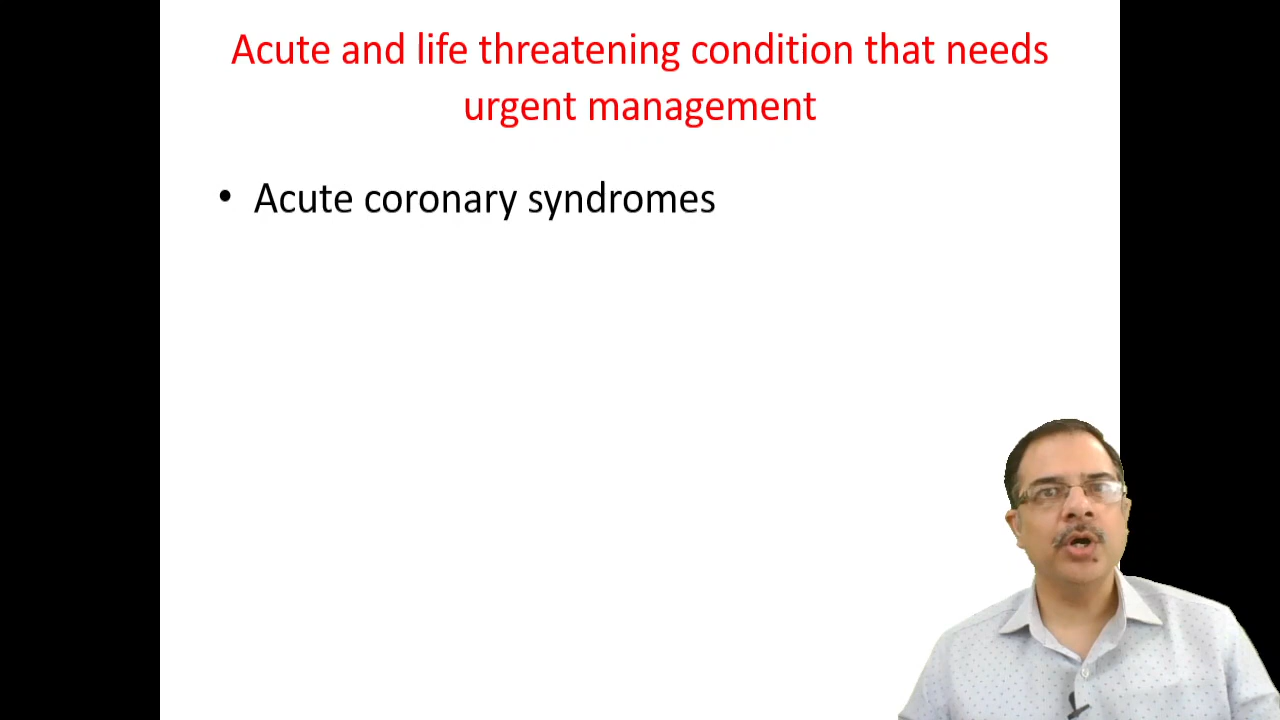 Acute and life threatening condition that needs
urgent management
• Acute coronary syndromes